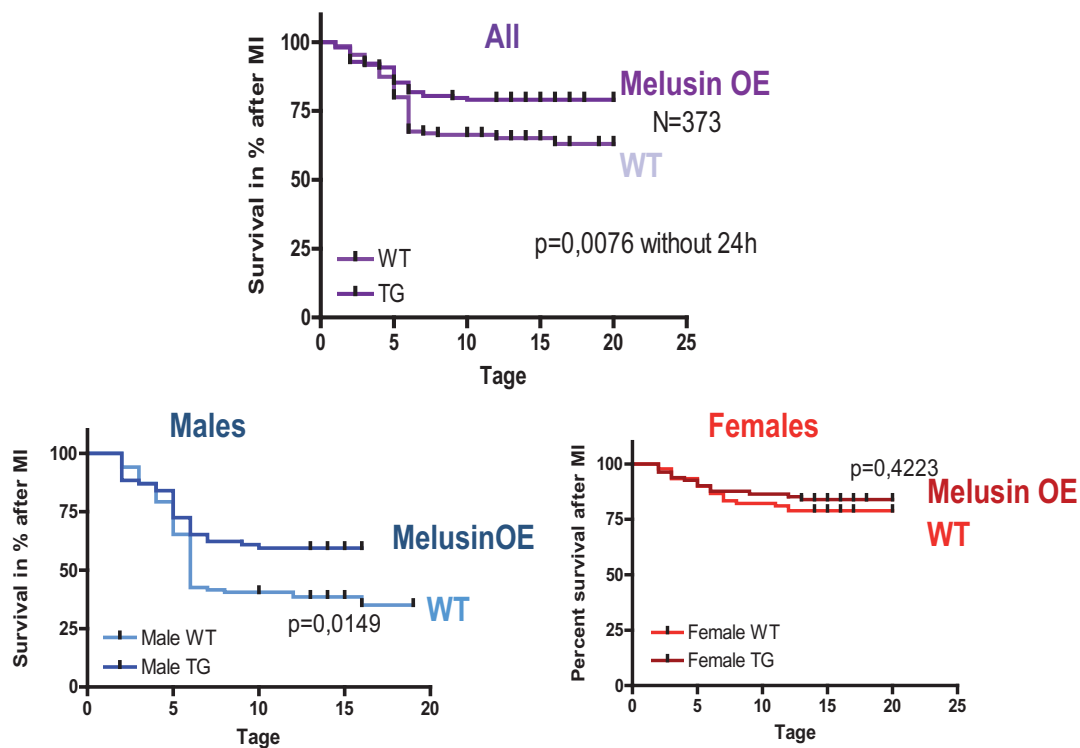 All
Survival in % after MI
100
75
50
25
0
Melusin OE
N=373
WT
p=0,0076 without 24h
WT
TG
0 5 10 15 20 25
Tage
Males
Survival in % after MI
100
75
50
25
0
MelusinOE
WT
p=0,0149
Male WT
Male TG
0 5 10 15 20
Tage
Females
Percent survival after MI
100
75
50
25
0
p=0,4223
Melusin OE
WT
Female WT
Female TG
0 5 10 15 20 25
Tage